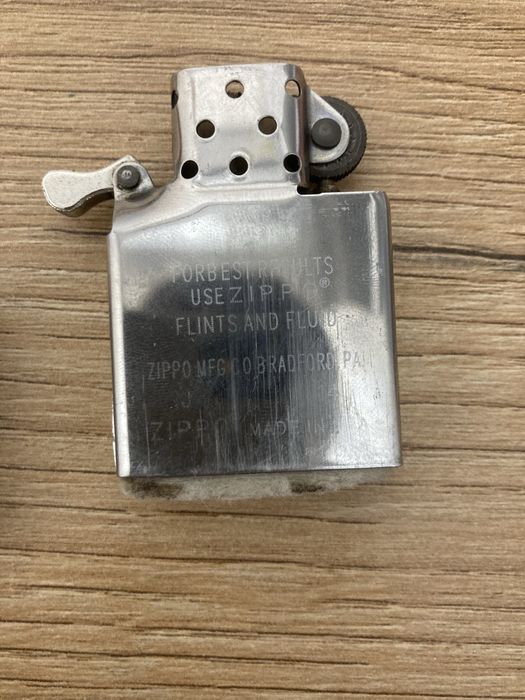 FOR BEST RESULTS
USE ZIPPO®
FLINTS AND FLUID
ZIPPO MFG CO BRADFORD PA
J
ZIPPO MADE IN